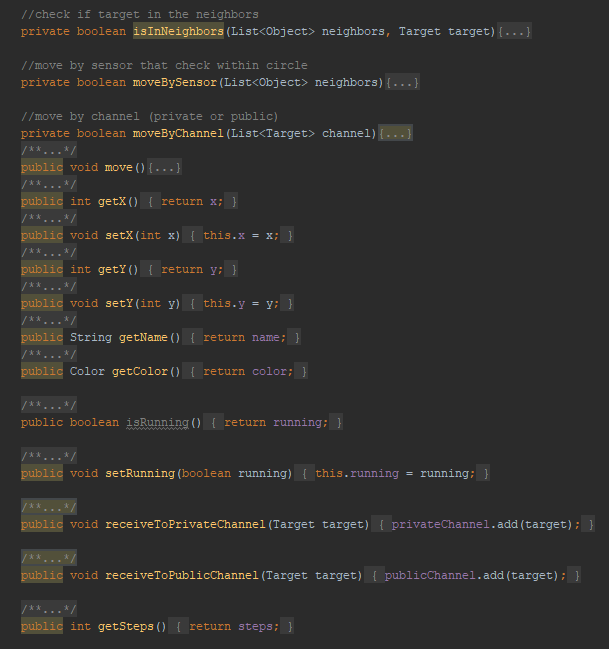 //check if target in the neighbors
private boolean isInNeighbors(List<Object> neighbors, Target target){...}
//move by sensor that check within circle
private boolean moveBySensor(List<Object> neighbors){...}
//move by channel (private or public)
private boolean moveByChannel(List<Target> channel){...}
/**...*/
public void move(){...}
/**...*/
public int getX() { return x; }
/**...*/
public void setX(int x) { this.x = x; }
/**...*/
public int getY() { return y; }
/**...*/
public void setY(int y) { this.y = y; }
/**...*/
public String getName() { return name; }
/**...*/
public Color getColor() { return color; }
/**...*/
public boolean isRunning() { return running; }
/**...*/
public void setRunning(boolean running) { this.running = running; }
/**...*/
public void receiveToPrivateChannel(Target target) { privateChannel.add(target); }
/**...*/
public void receiveToPublicChannel(Target target) { publicChannel.add(target); }
/**...*/
public int getSteps() { return steps; }